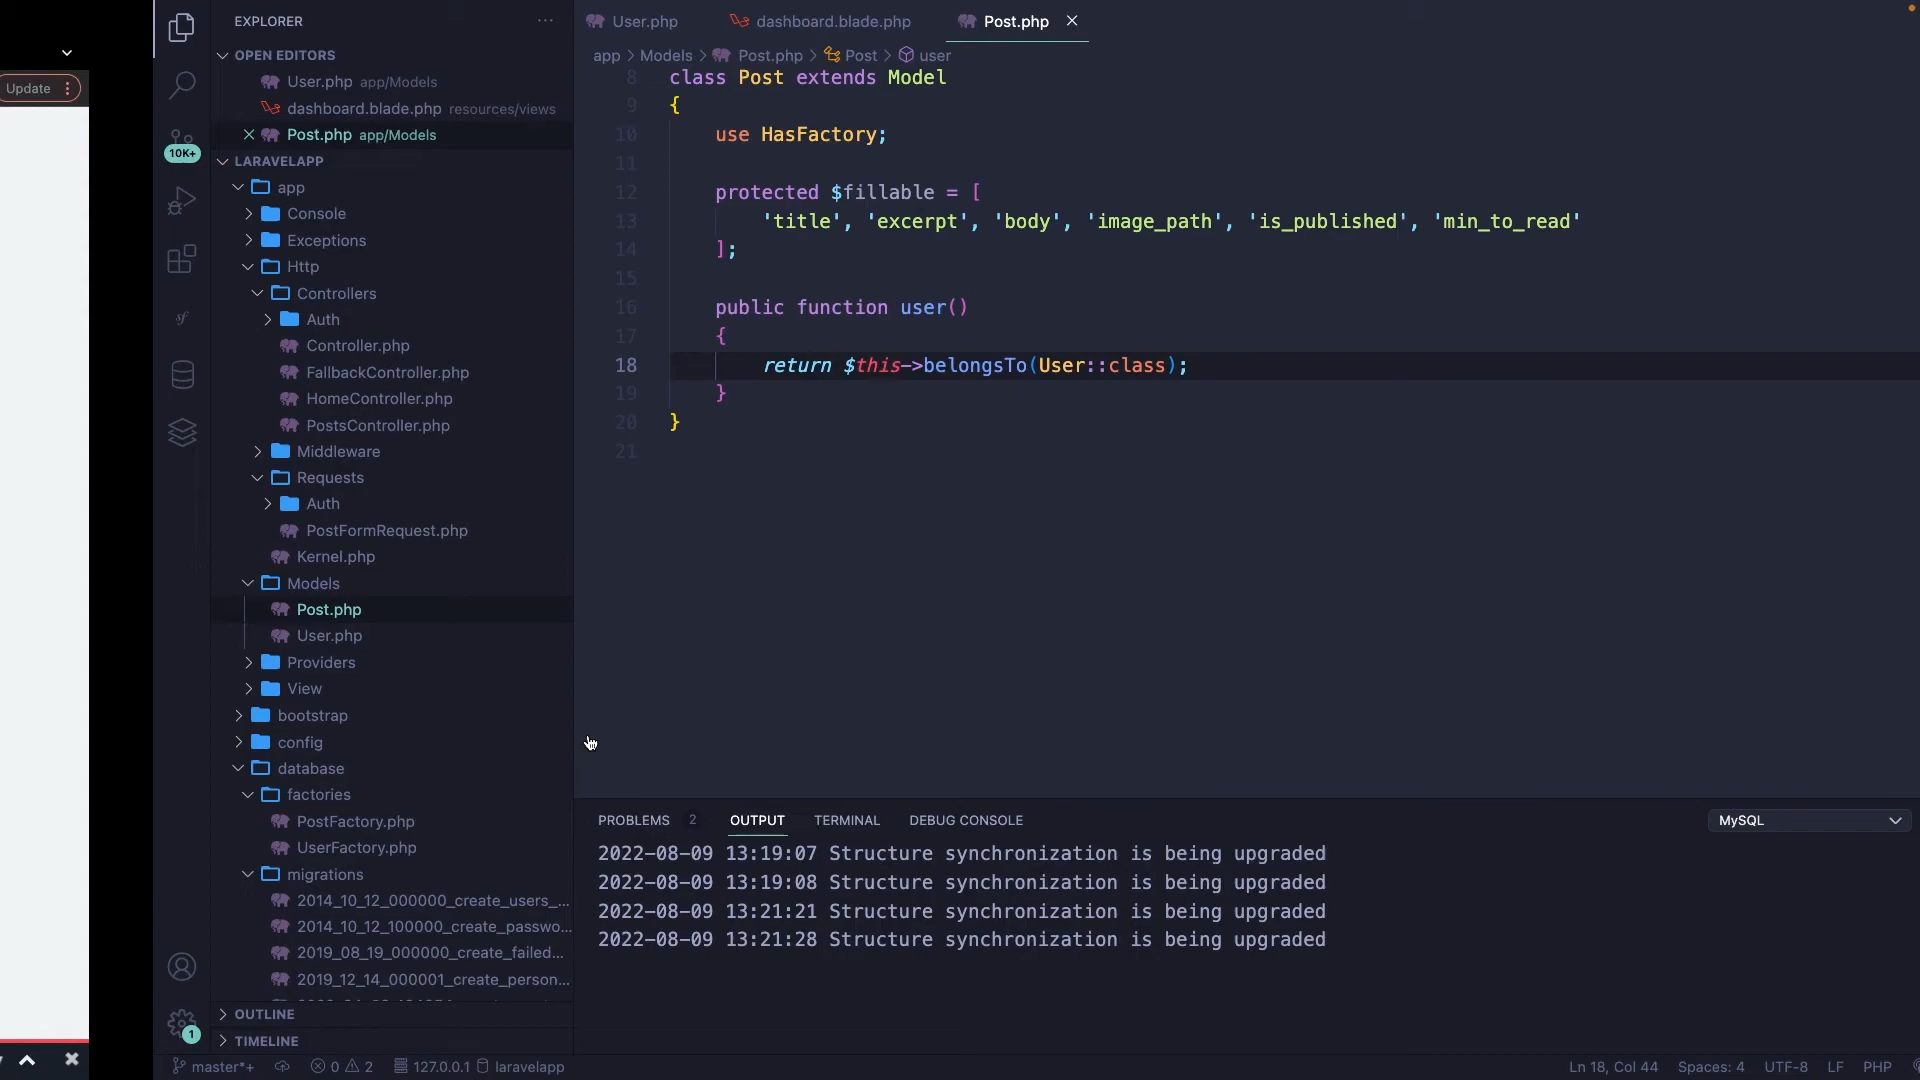 Update
EXPLORER
OPEN EDITORS
User.php app/Models
dashboard.blade.php resources/views
Post.php app/Models
10K+
LARAVELAPP
app
Console
Exceptions
Http
Controllers
Auth
Controller.php
FallbackController.php
HomeController.php
PostsController.php
Middleware
Requests
Auth
PostFormRequest.php
Kernel.php
Models
Post.php
User.php
Providers
View
bootstrap
config
database
factories
PostFactory.php
UserFactory.php
migrations
2014_10_12_000000_create_users_...
2014_10_12_100000_create_passwo...
2019_08_19_000000_create_failed...
2019_12_14_000001_create_person...
OUTLINE
1
TIMELINE
User.php dashboard.blade.php Post.php
app > Models > Post.php > Post > user
8 class Post extends Model
9 {
10 use HasFactory;
11
12 protected $fillable = [
13 'title', 'excerpt', 'body', 'image_path', 'is_published', 'min_to_read'
14 ];
15
16 public function user()
17 {
18 return $this->belongsTo(User::class);
19 }
20 }
21
PROBLEMS 2 OUTPUT TERMINAL DEBUG CONSOLE MySQL
2022-08-09 13:19:07 Structure synchronization is being upgraded
2022-08-09 13:19:08 Structure synchronization is being upgraded
2022-08-09 13:21:21 Structure synchronization is being upgraded
2022-08-09 13:21:28 Structure synchronization is being upgraded
master*+ 0 2 127.0.0.1 laravelapp Ln 18, Col 44 Spaces: 4 UTF-8 LF PHP